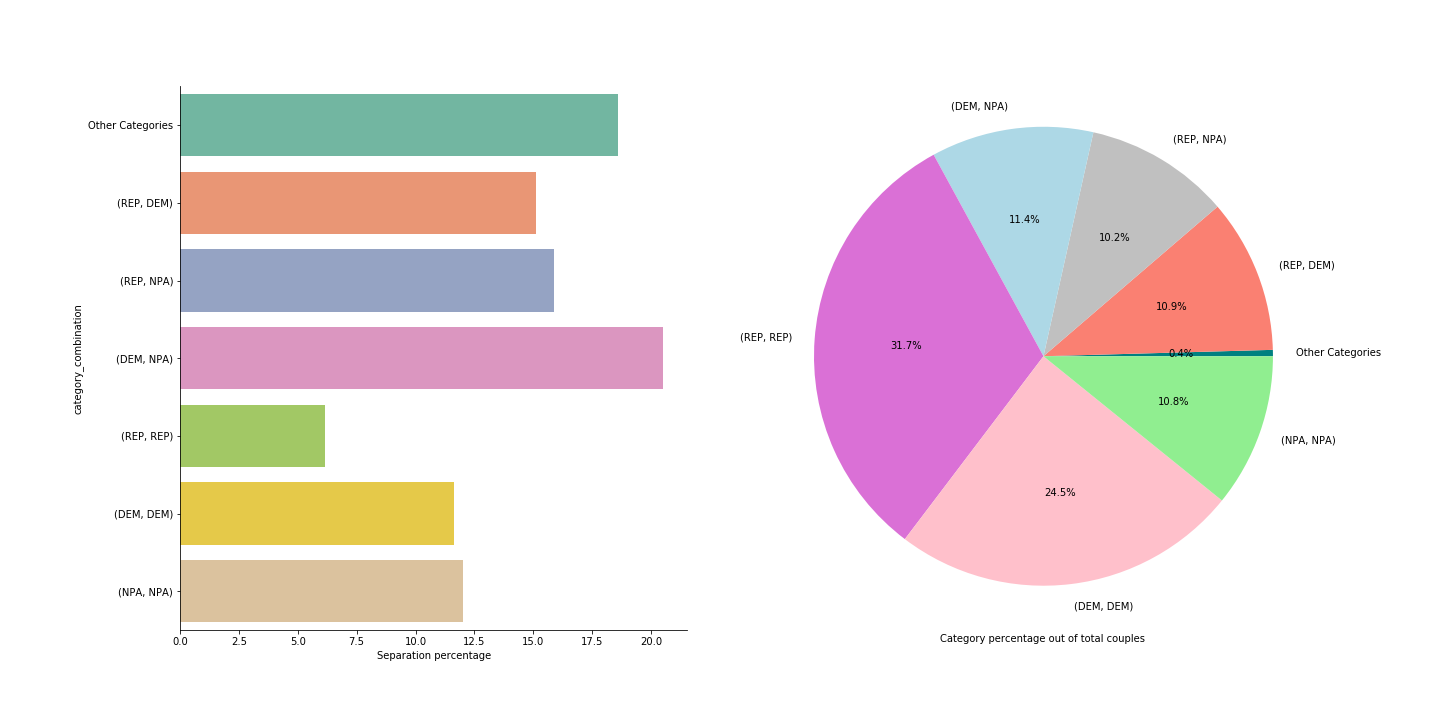 category_combination
Other Categories
(REP, DEM)
(REP, NPA)
(DEM, NPA)
(REP, REP)
(DEM, DEM)
(NPA, NPA)
0.0 2.5 5.0 7.5 10.0 12.5 15.0 17.5 20.0
Separation percentage
(DEM, NPA)
(REP, NPA)
11.4%
10.2%
(REP, DEM)
10.9%
(REP, REP)
31.7%
0.4%
Other Categories
10.8%
(NPA, NPA)
24.5%
(DEM, DEM)
Category percentage out of total couples